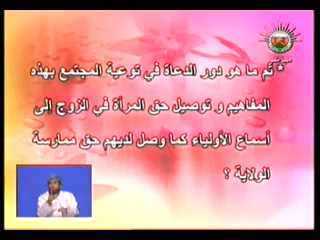 * ثم ما هو دور الدعاة في توعية المجتمع بهذه
المفاهيم و توصيل حق المرأة في الزوج إلى
أسماع الأولياء كما وصل لديهم حق ممارسة
الولاية ؟